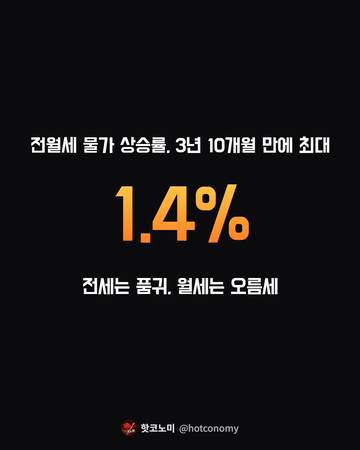 전월세 물가 상승률, 3년 10개월 만에 최대
1.4%
전세는 품귀, 월세는 오름세
핫코노미 @hotconomy